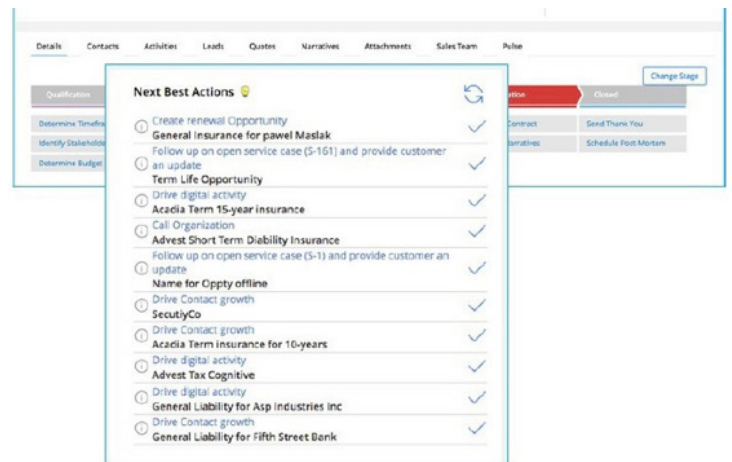 Details Contacts Activities Leads Quotes Narratives Attachments Sales Team Pulse
Change Stage
Qualification
Closed
Send Thank You
Identify
Schedule Post Mortem
Determine Budget
Next Best Actions
Create renewal Opportunity
General Insurance for pawel Maslak
Follow up on open service case (S-161) and provide customer
an update
Term Life Opportunity
Drive digital activity
Acadia Term 15-year insurance
Call Organization
Advest Short Term Diability Insurance
Follow up on open service case (S-1) and provide customer an
update
Name for Oppty offline
Drive Contact growth
SecutiyCo
Drive Contact growth
Acadia Term insurance for 10-years
Drive digital activity
Advest Tax Cognitive
Drive digital activity
General Liability for Asp Industries Inc
Drive Contact growth
General Liability for Fifth Street Bank